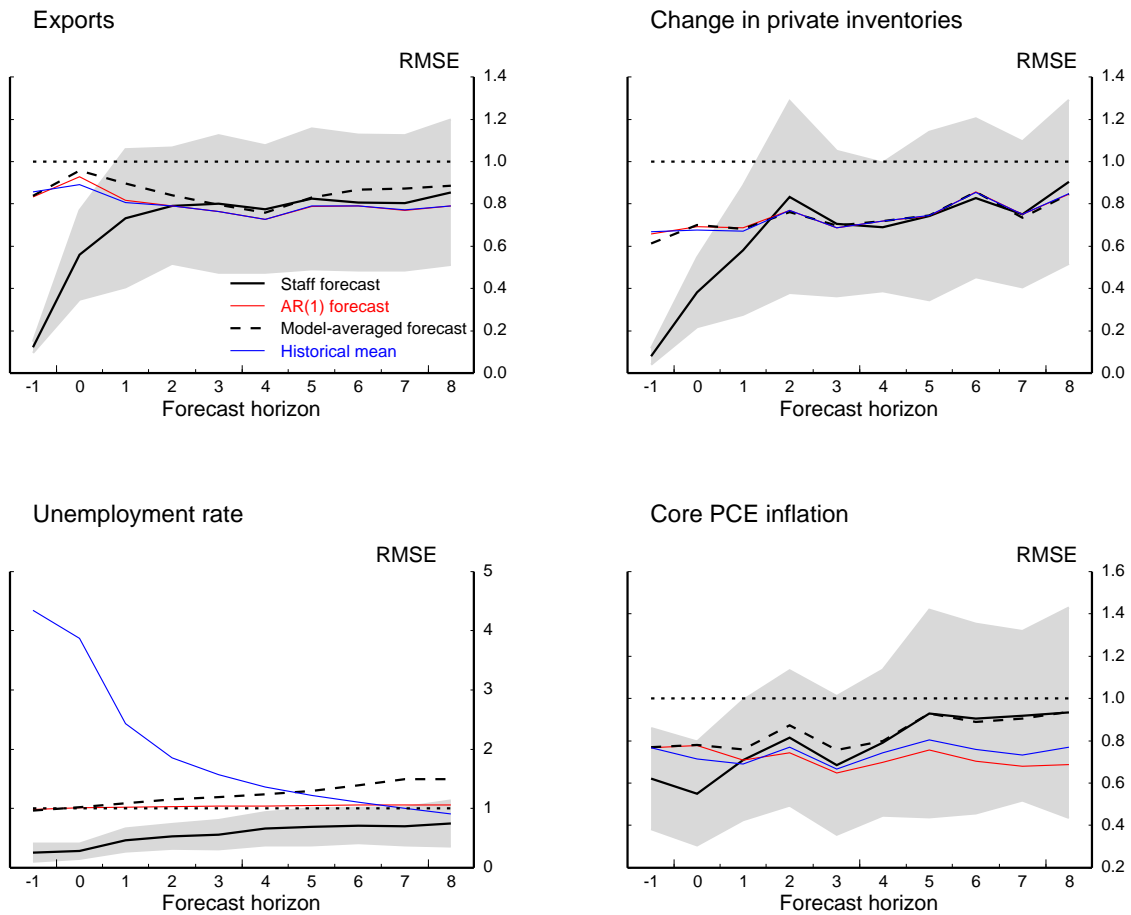 Exports
RMSE
1.4
1.2
1.0
0.8
0.6
0.4
0.2
0.0
Staff forecast
AR(1) forecast
Model-averaged forecast
Historical mean
-1 0 1 2 3 4 5 6 7 8
Forecast horizon
Change in private inventories
RMSE
1.4
1.2
1.0
0.8
0.6
0.4
0.2
0.0
-1 0 1 2 3 4 5 6 7 8
Forecast horizon
Unemployment rate
RMSE
5
4
3
2
1
0
-1 0 1 2 3 4 5 6 7 8
Forecast horizon
Core PCE inflation
RMSE
1.6
1.4
1.2
1.0
0.8
0.6
0.4
0.2
-1 0 1 2 3 4 5 6 7 8
Forecast horizon